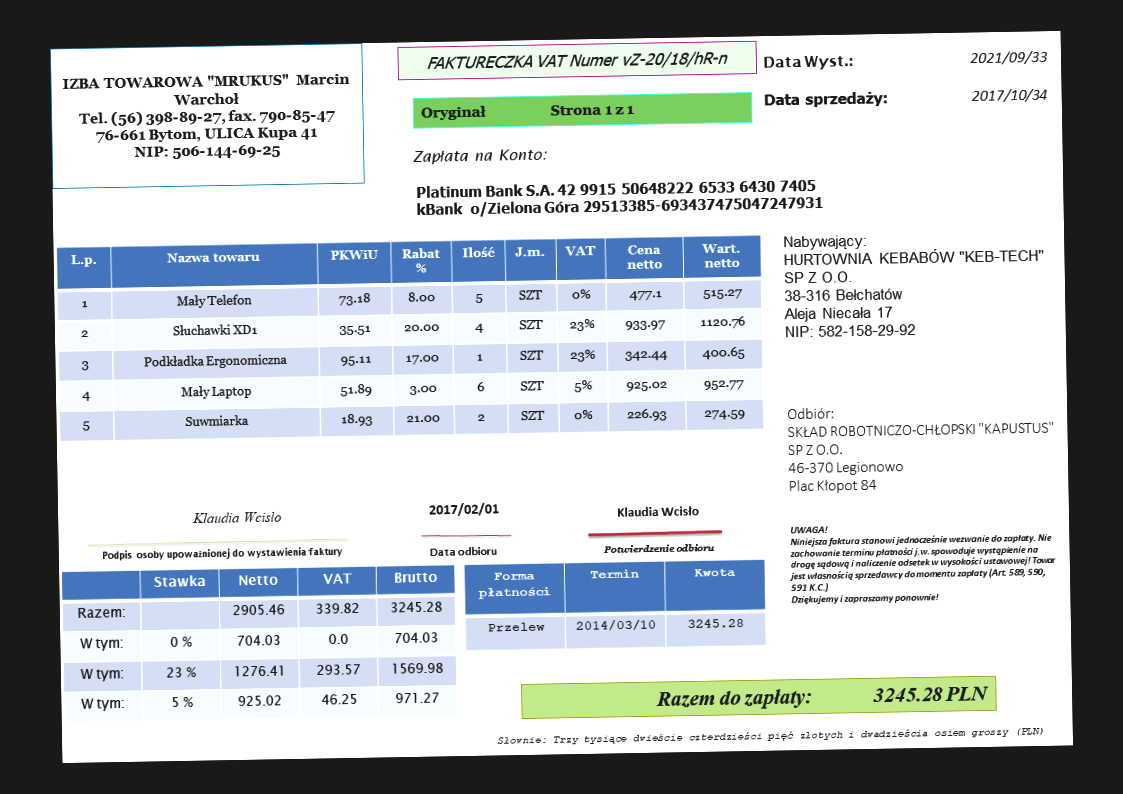 IZBA TOWAROWA "MRUKUS" Marcin
Warchoł
Tel. (56) 398-89-27, fax. 790-85-47
76-661 Bytom, ULICA Kupa 41
NIP: 506-144-69-25
FAKTURECZKA VAT Numer vZ-20/18/hR-n
Oryginał Strona 1 z 1
Data Wyst.: 2021/09/33
Data sprzedaży: 2017/10/34
Zapłata na Konto:
Platinum Bank S.A. 42 9915 50648222 6533 6430 7405
kBank o/Zielona Góra 29513385-693437475047247931
L.p. Nazwa towaru PKWiU Rabat % Ilość J.m. VAT Cena netto Wart. netto
1 Mały Telefon 73.18 8.00 5 SZT 0% 477.1 515.27
2 Słuchawki XD1 35.51 20.00 4 SZT 23% 933.97 1120.76
3 Podkładka Ergonomiczna 95.11 17.00 1 SZT 23% 342.44 400.65
4 Mały Laptop 51.89 3.00 6 SZT 5% 925.02 952.77
5 Suwmiarka 18.93 21.00 2 SZT 0% 226.93 274.59
Nabywający:
HURTOWNIA KEBABÓW "KEB-TECH"
SP Z O.O.
38-316 Bełchatów
Aleja Niecała 17
NIP: 582-158-29-92
Odbiór:
SKŁAD ROBOTNICZO-CHŁOPSKI "KAPUSTUS"
SP Z O.O.
46-370 Legionowo
Plac Kłopot 84
Klaudia Wcisło
Podpis osoby upoważnionej do wystawienia faktury
2017/02/01
Data odbioru
Klaudia Wcisło
Potwierdzenie odbioru
UWAGA!
Niniejsza faktura stanowi jednocześnie wezwanie do zapłaty. Nie
zachowanie terminu płatności j.w. spowoduje wystąpienie na
drogę sądową i naliczenie odsetek w wysokości ustawowej! Towar
jest własnością sprzedawcy do momentu zapłaty (Art. 589, 590,
591 K.C.)
Dziękujemy i zapraszamy ponownie!
Stawka Netto VAT Brutto
Razem: 2905.46 339.82 3245.28
W tym: 0 % 704.03 0.0 704.03
W tym: 23 % 1276.41 293.57 1569.98
W tym: 5 % 925.02 46.25 971.27
Forma płatności Termin Kwota
Przelew 2014/03/10 3245.28
Razem do zapłaty: 3245.28 PLN
Słownie: Trzy tysiące dwieście czterdzieści pięć złotych i dwadzieścia osiem groszy (PLN)